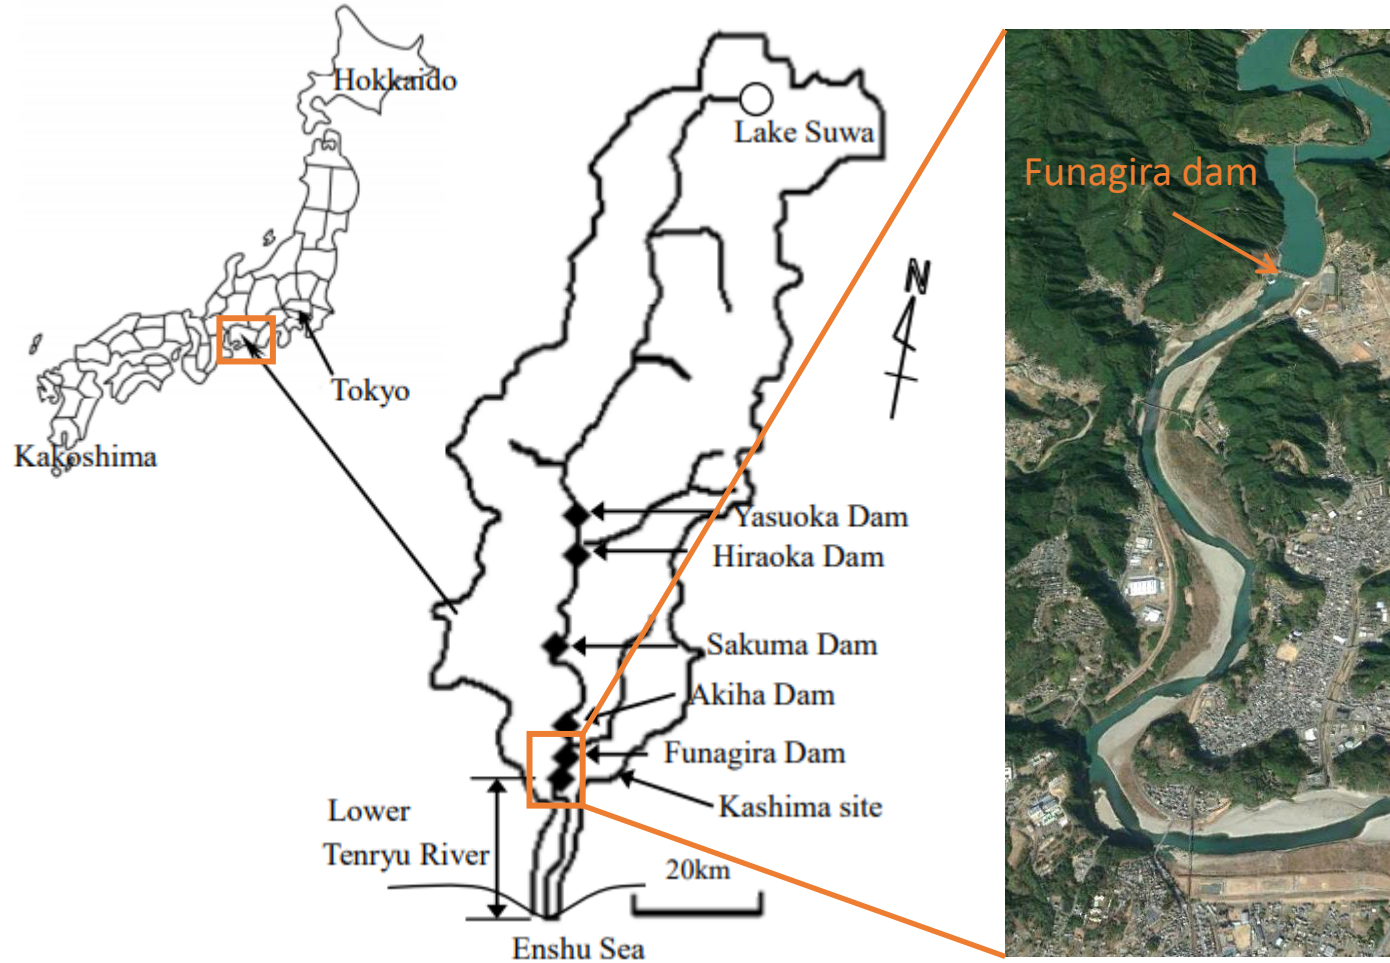 Hokkaido
Tokyo
Kakoshima
Lake Suwa
N
Yasuoka Dam
Hiraoka Dam
Sakuma Dam
Akiha Dam
Funagira Dam
Kashima site
Lower
Tenryu River
20km
Enshu Sea
Funagira dam